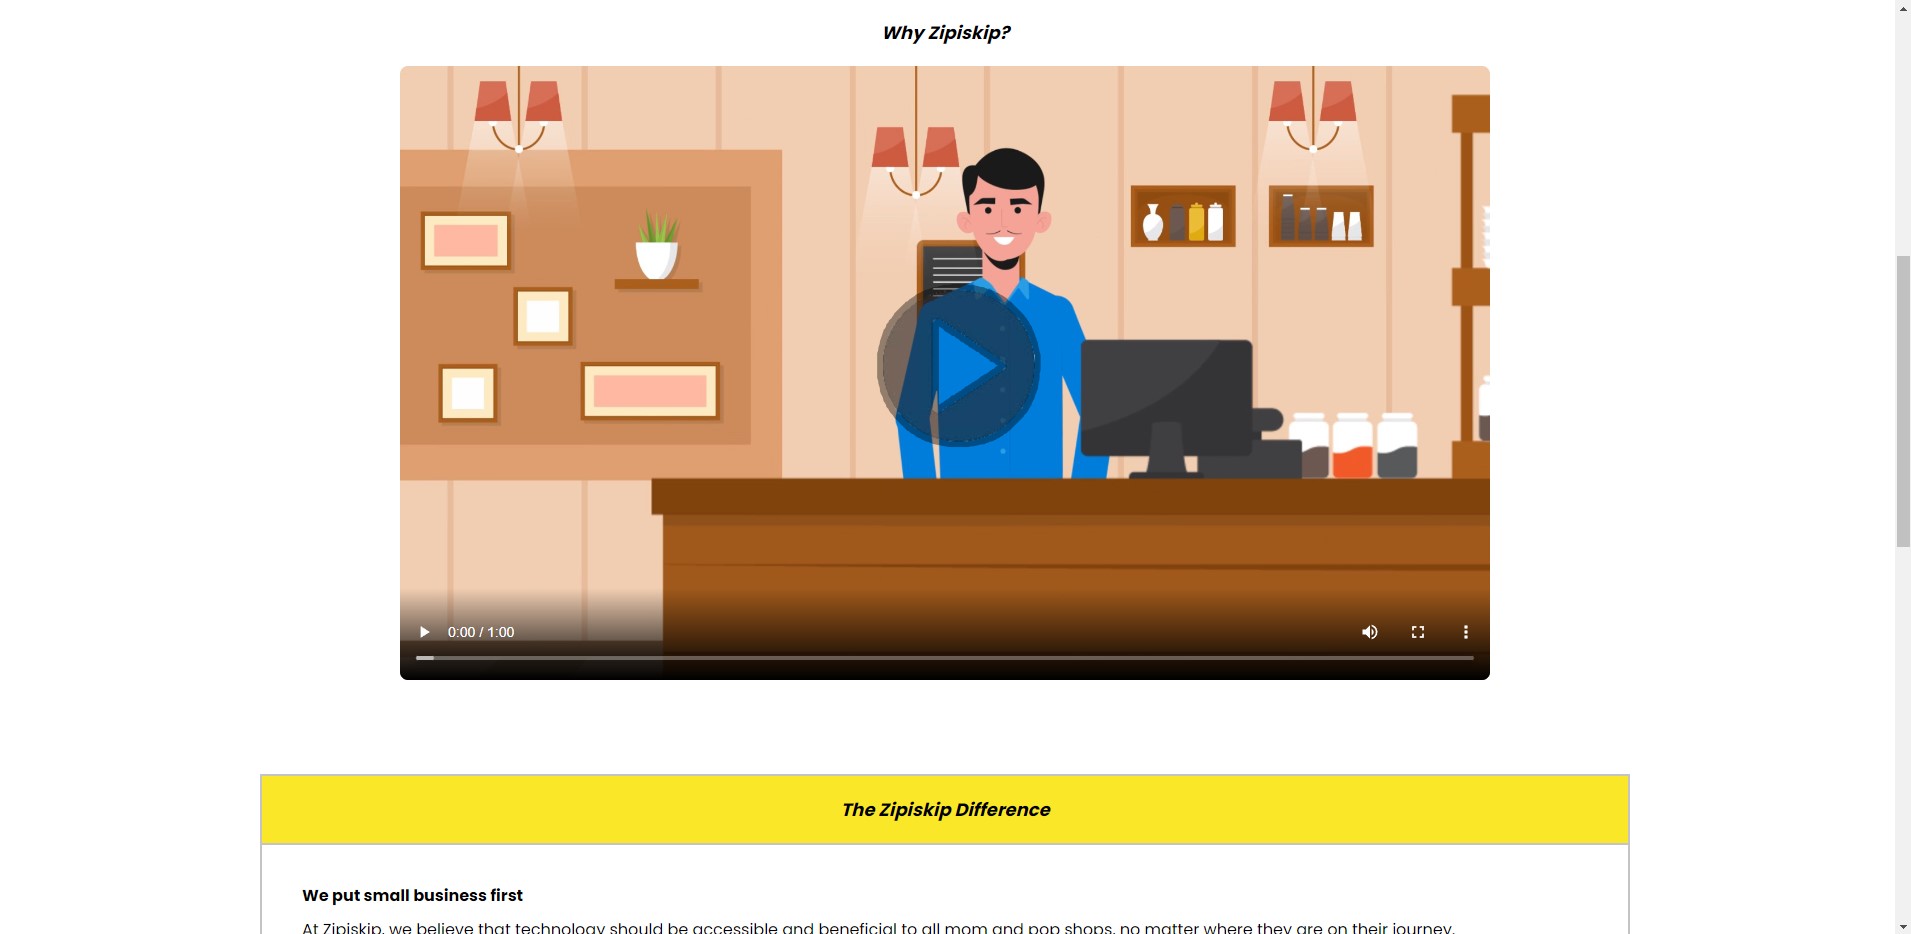 Why Zipiskip?
0:00 / 1:00
The Zipiskip Difference
We put small business first
At Zipiskip, we believe that technology should be accessible and beneficial to all mom and pop shops, no matter where they are on their journey.